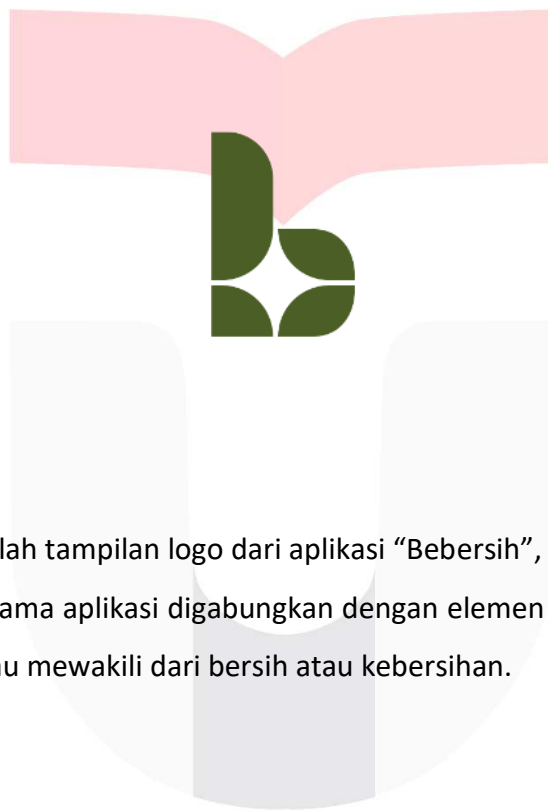 lah tampilan logo dari aplikasi “Bebersih”,
ama aplikasi digabungkan dengan elemen
u mewakili dari bersih atau kebersihan.